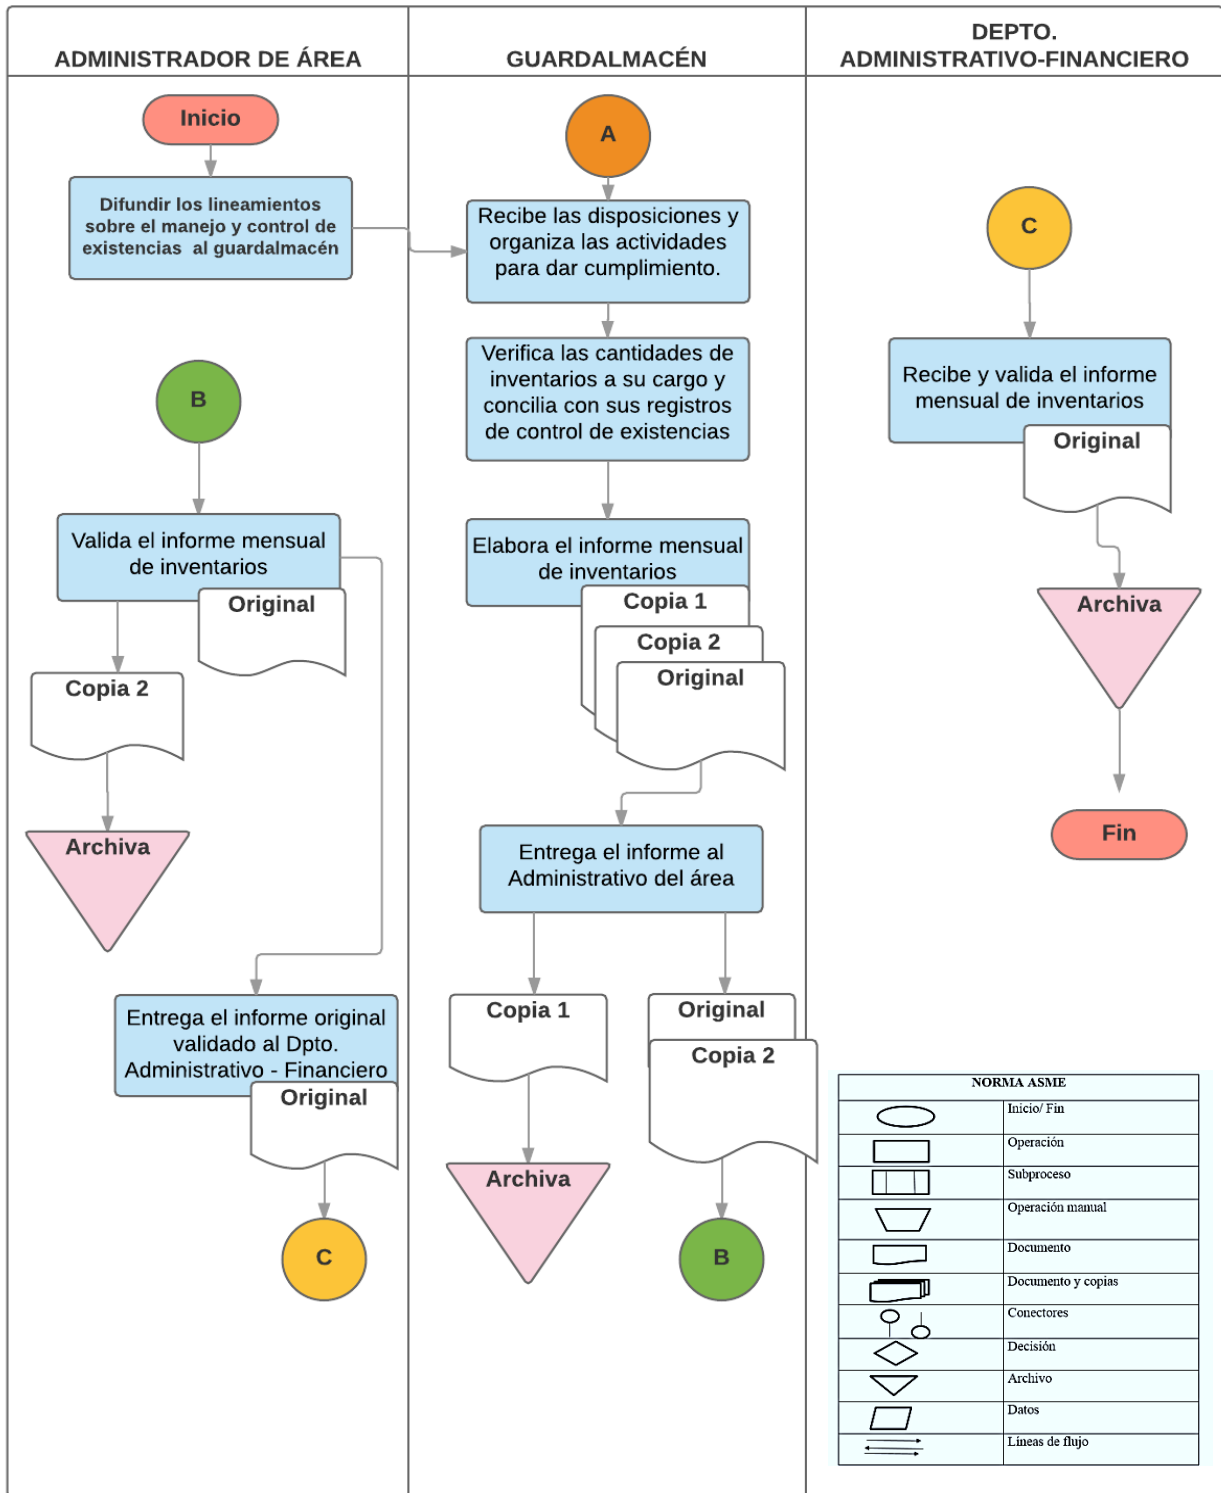 ADMINISTRADOR DE ÁREA
Inicio
Difundir los lineamientos
sobre el manejo y control de
existencias al guardalmacén
B
Valida el informe mensual
de inventarios
Original
Copia 2
Archiva
Entrega el informe original
validado al Dpto.
Administrativo - Financiero
Original
C
GUARDALMACÉN
A
Recibe las disposiciones y
organiza las actividades
para dar cumplimiento.
Verifica las cantidades de
inventarios a su cargo y
concilia con sus registros
de control de existencias
Elabora el informe mensual
de inventarios
Copia 1
Copia 2
Original
Entrega el informe al
Administrativo del área
Copia 1
Archiva
Original
Copia 2
B
DEPTO.
ADMINISTRATIVO-FINANCIERO
C
Recibe y valida el informe
mensual de inventarios
Original
Archiva
Fin
NORMA ASME
Inicio/ Fin
Operación
Subproceso
Operación manual
Documento
Documento y copias
Conectores
Decisión
Archivo
Datos
Líneas de flujo